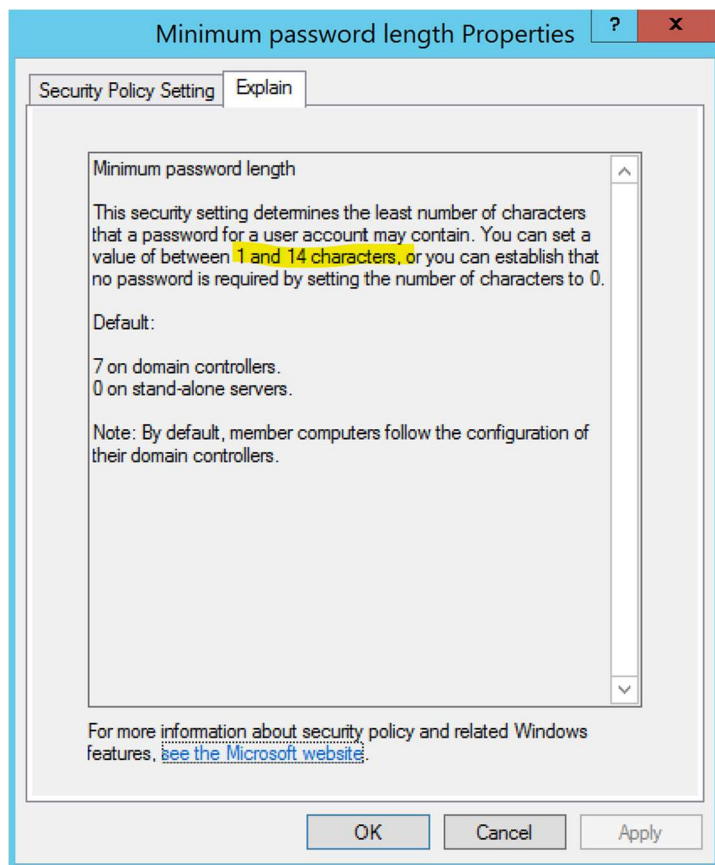 Minimum password length Properties
?
x
Security Policy Setting
Explain
Minimum password length
This security setting determines the least number of characters
that a password for a user account may contain. You can set a
value of between 1 and 14 characters, or you can establish that
no password is required by setting the number of characters to 0.
Default:
7 on domain controllers.
0 on stand-alone servers.
Note: By default, member computers follow the configuration of
their domain controllers.
For more information about security policy and related Windows
features, see the Microsoft website.
OK
Cancel
Apply